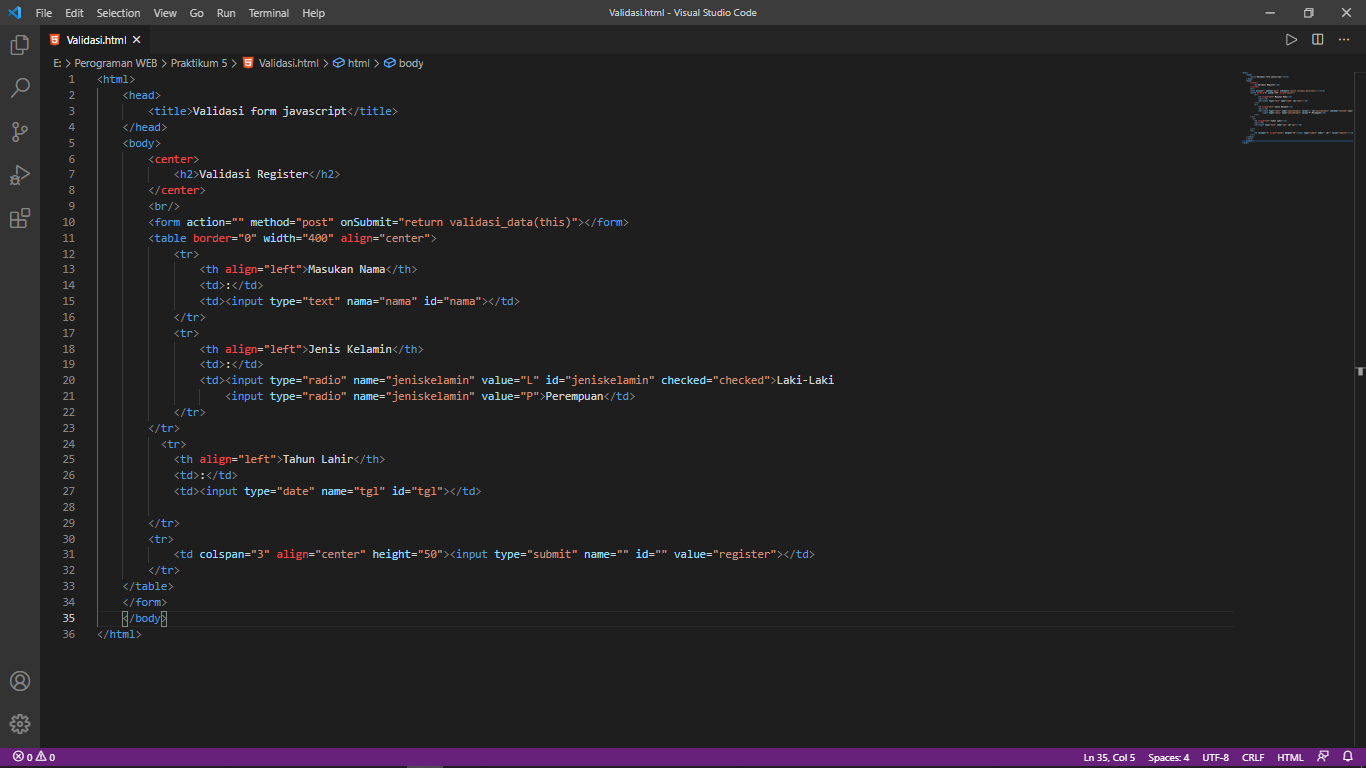 File Edit Selection View Go Run Terminal Help Validasi.html - Visual Studio Code
Validasi.html
E: > Perograman WEB > Praktikum 5 > Validasi.html > html > body
1 <html>
2 <head>
3 <title>Validasi form javascript</title>
4 </head>
5 <body>
6 <center>
7 <h2>Validasi Register</h2>
8 </center>
9 <br/>
10 <form action="" method="post" onSubmit="return validasi_data(this)"></form>
11 <table border="0" width="400" align="center">
12 <tr>
13 <th align="left">Masukan Nama</th>
14 <td>:</td>
15 <td><input type="text" nama="nama" id="nama"></td>
16 </tr>
17 <tr>
18 <th align="left">Jenis Kelamin</th>
19 <td>:</td>
20 <td><input type="radio" name="jeniskelamin" value="L" id="jeniskelamin" checked="checked">Laki-Laki
21 <input type="radio" name="jeniskelamin" value="P">Perempuan</td>
22 </tr>
23 </tr>
24 <tr>
25 <th align="left">Tahun Lahir</th>
26 <td>:</td>
27 <td><input type="date" name="tgl" id="tgl"></td>
28
29 </tr>
30 <tr>
31 <td colspan="3" align="center" height="50"><input type="submit" name="" id="" value="register"></td>
32 </tr>
33 </table>
34 </form>
35 </body>
36 </html>
0 0 Ln 35, Col 5 Spaces: 4 UTF-8 CRLF HTML